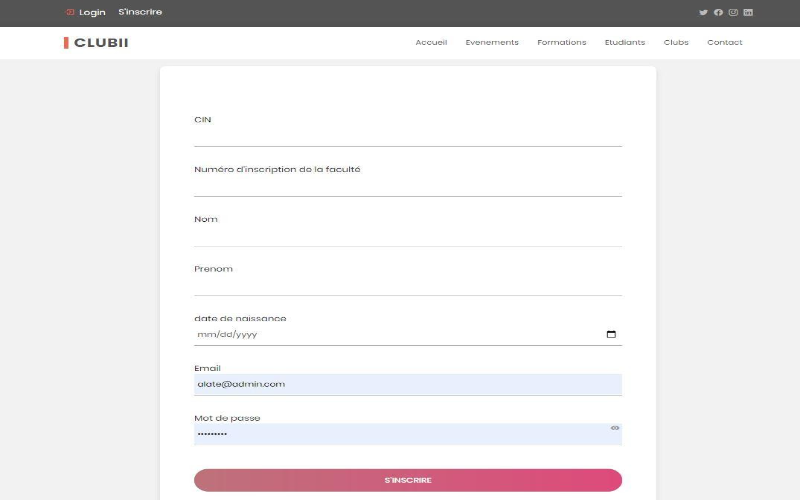 Login S'inscrire
CLUBII Accueil Evenements Formations Etudiants Clubs Contact
CIN
Numéro d'inscription de la faculté
Nom
Prenom
date de naissance
mm/dd/yyyy
Email
alate@admin.com
Mot de passe
•••••••••
S'INSCRIRE